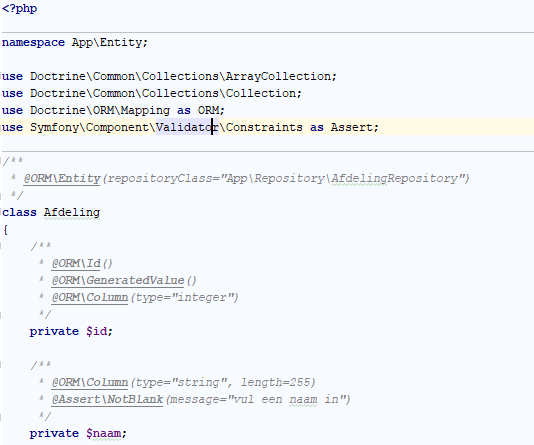 <?php
namespace App\Entity;
use Doctrine\Common\Collections\ArrayCollection;
use Doctrine\Common\Collections\Collection;
use Doctrine\ORM\Mapping as ORM;
use Symfony\Component\Validator\Constraints as Assert;
/**
 * @ORM\Entity(repositoryClass="App\Repository\AfdelingRepository")
 */
class Afdeling
{
    /**
     * @ORM\Id()
     * @ORM\GeneratedValue()
     * @ORM\Column(type="integer")
     */
    private $id;
    /**
     * @ORM\Column(type="string", length=255)
     * @Assert\NotBlank(message="vul een naam in")
     */
    private $naam;